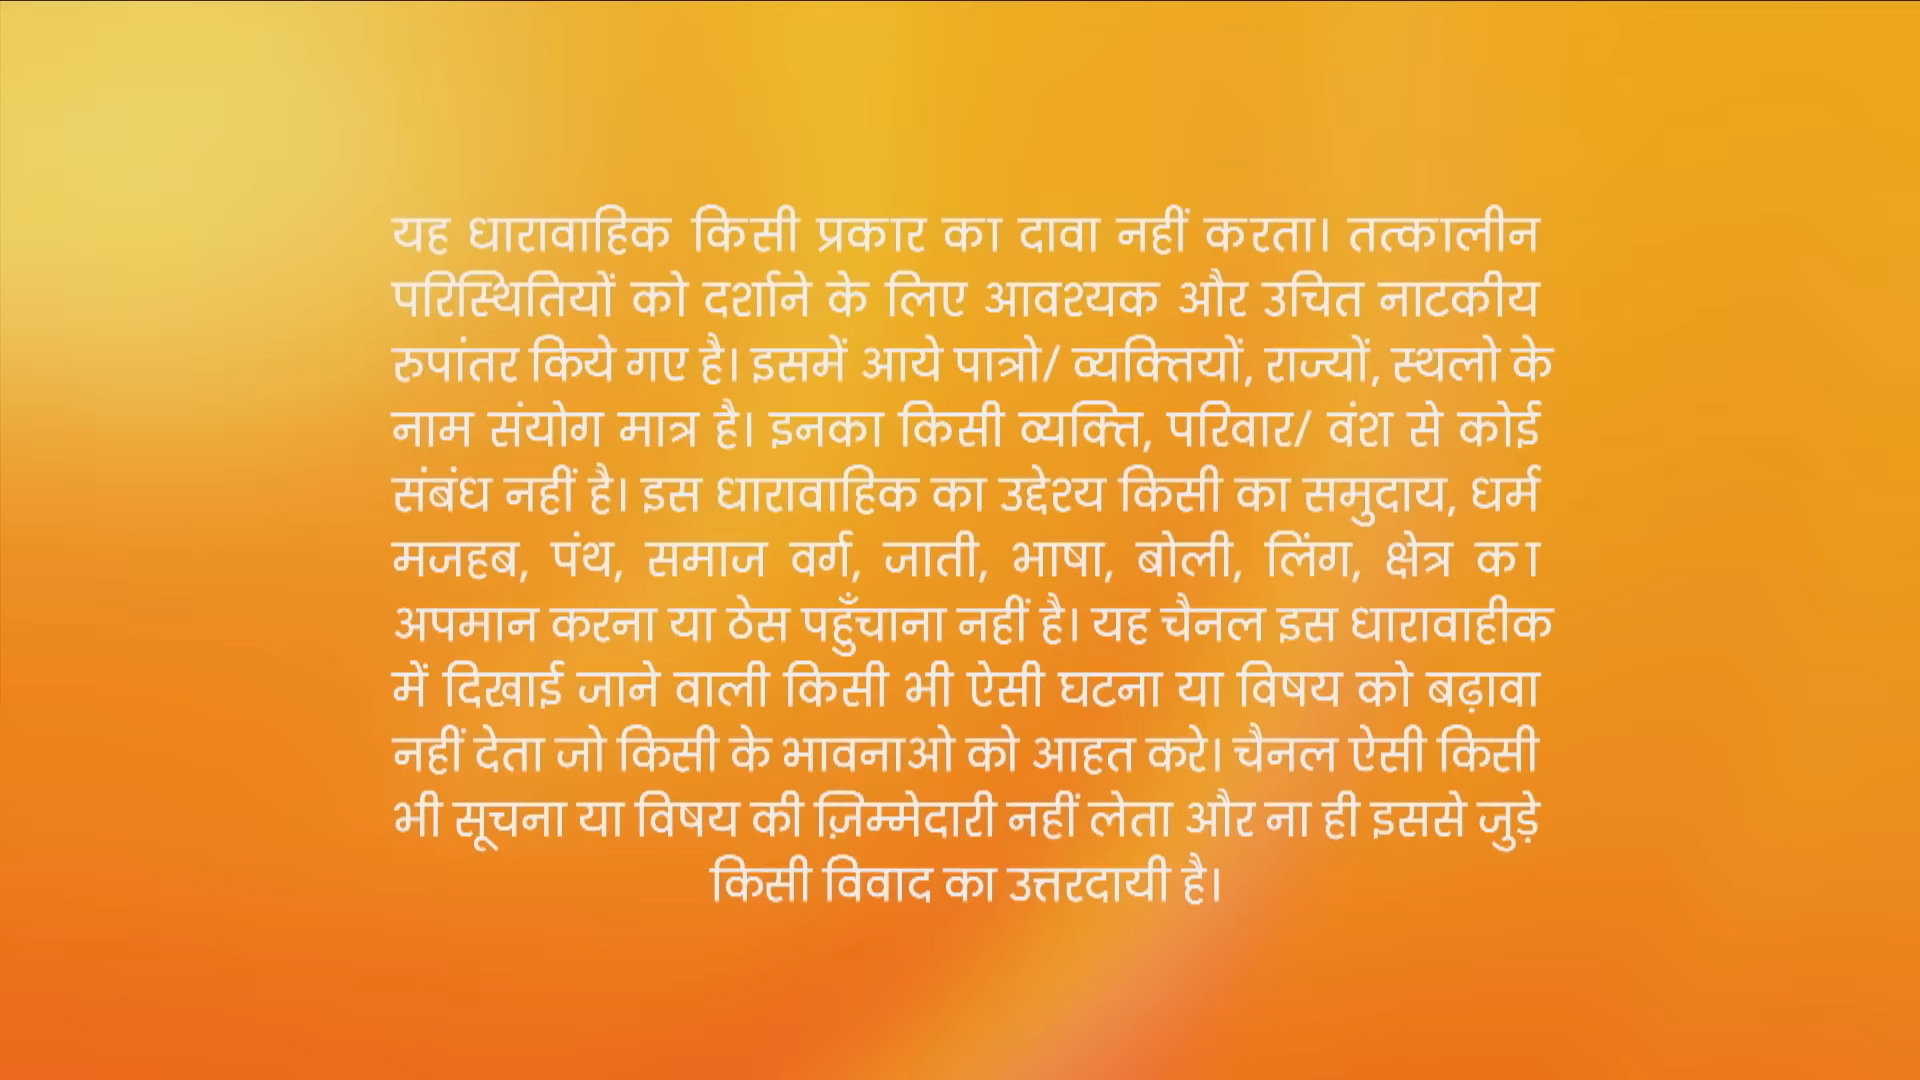 यह धारावाहिक किसी प्रकार का दावा नहीं करता। तत्कालीन
परिस्थितियों को दर्शाने के लिए आवश्यक और उचित नाटकीय
रुपांतर किये गए है। इसमें आये पात्रो/ व्यक्तियों, राज्यों, स्थलो के
नाम संयोग मात्र है। इनका किसी व्यक्ति, परिवार/ वंश से कोई
संबंध नहीं है। इस धारावाहिक का उद्देश्य किसी का समुदाय, धर्म
मजहब, पंथ, समाज वर्ग, जाती, भाषा, बोली, लिंग, क्षेत्र का
अपमान करना या ठेस पहुँचाना नहीं है। यह चैनल इस धारावाहीक
में दिखाई जाने वाली किसी भी ऐसी घटना या विषय को बढ़ावा
नहीं देता जो किसी के भावनाओ को आहत करे। चैनल ऐसी किसी
भी सूचना या विषय की ज़िम्मेदारी नहीं लेता और ना ही इससे जुड़े
किसी विवाद का उत्तरदायी है।